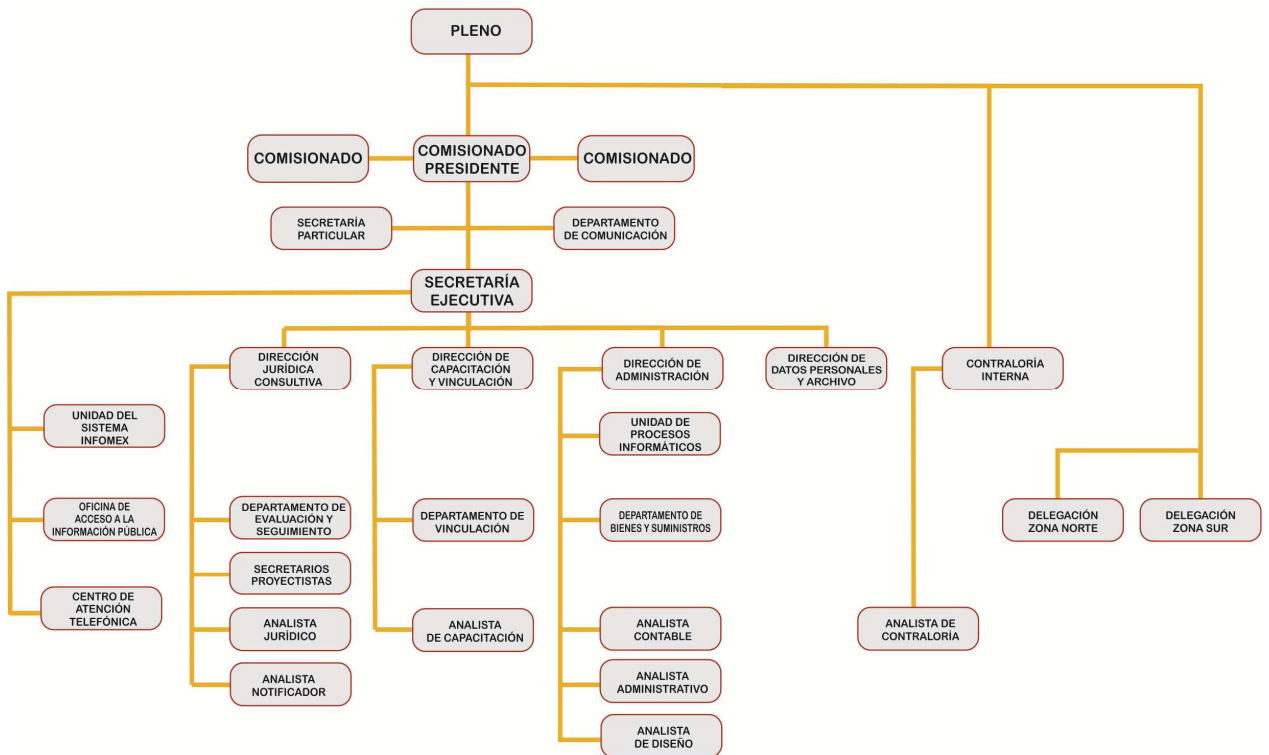 PLENO
COMISIONADO
COMISIONADO
PRESIDENTE
COMISIONADO
SECRETARÍA
PARTICULAR
DEPARTAMENTO
DE COMUNICACIÓN
SECRETARÍA
EJECUTIVA
DIRECCIÓN
JURÍDICA
CONSULTIVA
DIRECCIÓN DE
CAPACITACIÓN
Y VINCULACIÓN
DIRECCIÓN DE
ADMINISTRACIÓN
DIRECCIÓN DE
DATOS PERSONALES
Y ARCHIVO
CONTRALORÍA
INTERNA
UNIDAD DEL
SISTEMA
INFOMEX
UNIDAD DE
PROCESOS
INFORMÁTICOS
OFICINA DE
ACCESO A LA
INFORMACIÓN PÚBLICA
DEPARTAMENTO DE
EVALUACIÓN Y
SEGUIMIENTO
DEPARTAMENTO DE
VINCULACIÓN
DEPARTAMENTO DE
BIENES Y SUMINISTROS
DELEGACIÓN
ZONA NORTE
DELEGACIÓN
ZONA SUR
SECRETARIOS
PROYECTISTAS
CENTRO DE
ATENCIÓN
TELEFÓNICA
ANALISTA
JURÍDICO
ANALISTA
DE CAPACITACIÓN
ANALISTA
CONTABLE
ANALISTA DE
CONTRALORÍA
ANALISTA
NOTIFICADOR
ANALISTA
ADMINISTRATIVO
ANALISTA
DE DISEÑO